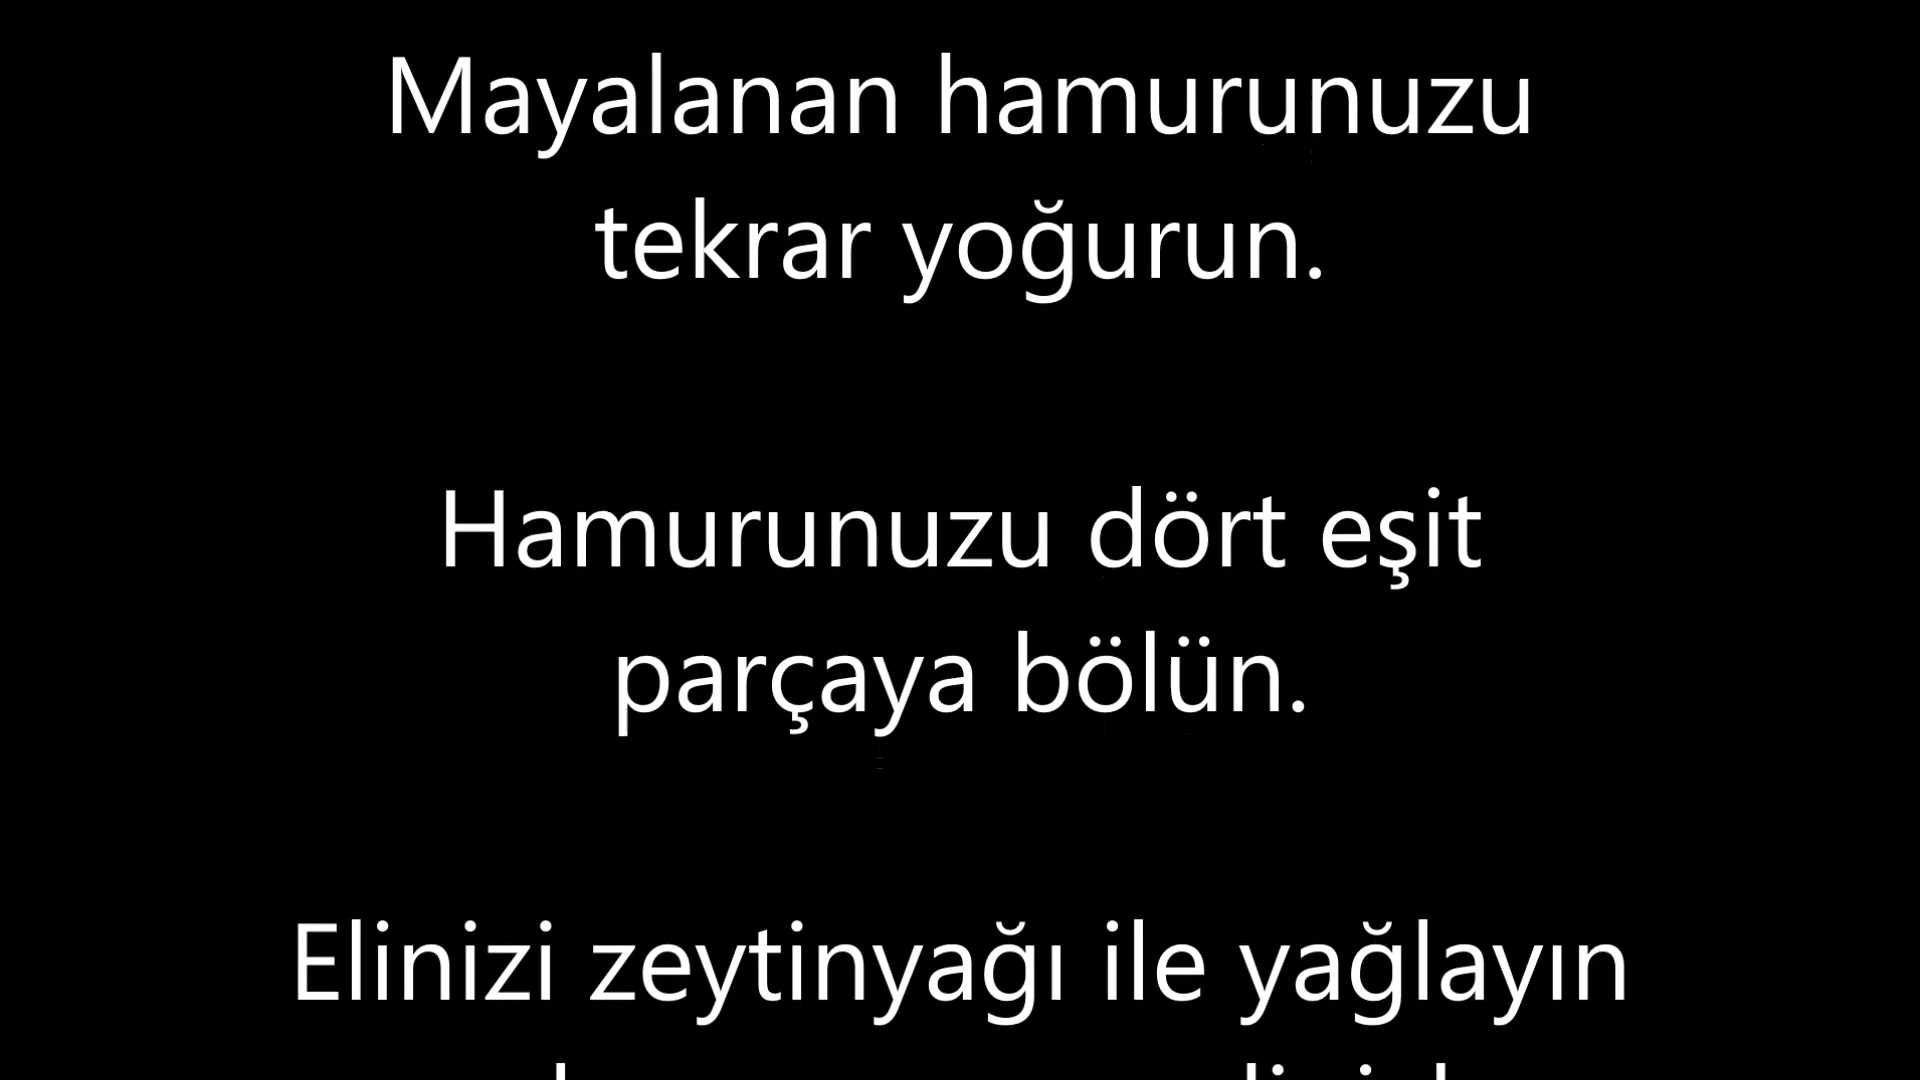 Mayalanan hamurunuzu
tekrar yoğurun.
Hamurunuzu dört eşit
parçaya bölün.
Elinizi zeytinyağı ile yağlayın